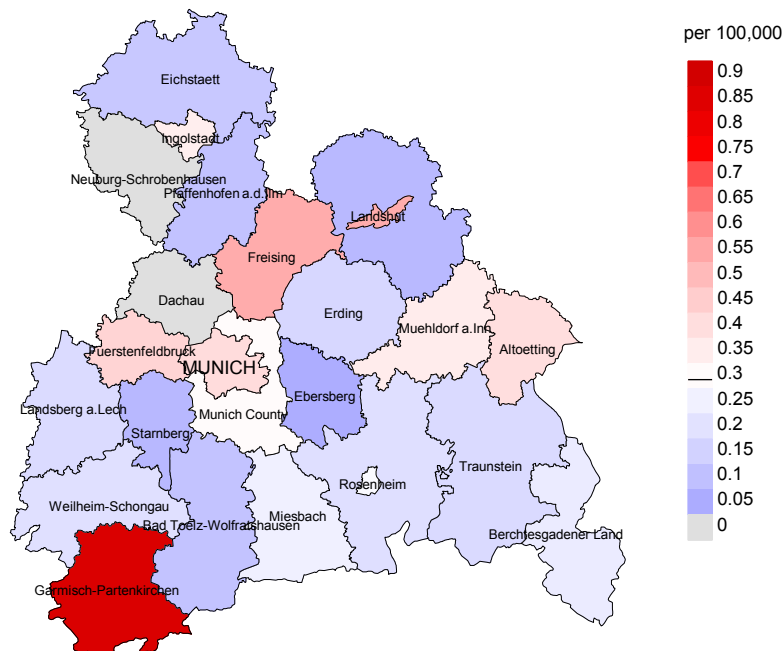 per 100,000
0.9
0.85
0.8
0.75
0.7
0.65
0.6
0.55
0.5
0.45
0.4
0.35
0.3
0.25
0.2
0.15
0.1
0.05
0
Eichstaett
Ingolstadt
Neuburg-Schrobenhausen
Pfaffenhofen a.d.Ilm
Landshut
Freising
Dachau
Erding
Muehldorf a.Inn
Altoetting
Fuerstenfeldbruck
MUNICH
Ebersberg
Landsberg a.Lech
Munich County
Starnberg
Traunstein
Rosenheim
Weilheim-Schongau
Miesbach
Bad Toelz-Wolfratshausen
Berchtesgadener Land
Garmisch-Partenkirchen